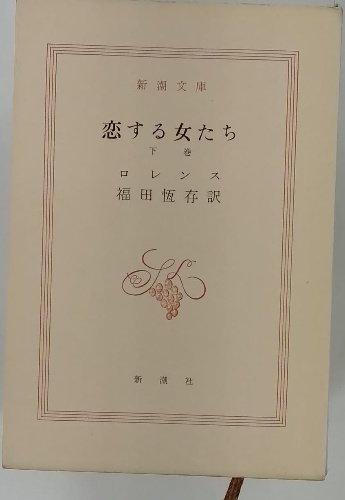 新潮文庫
恋する女たち
下巻
ロレンス
福田恆存訳
新潮社